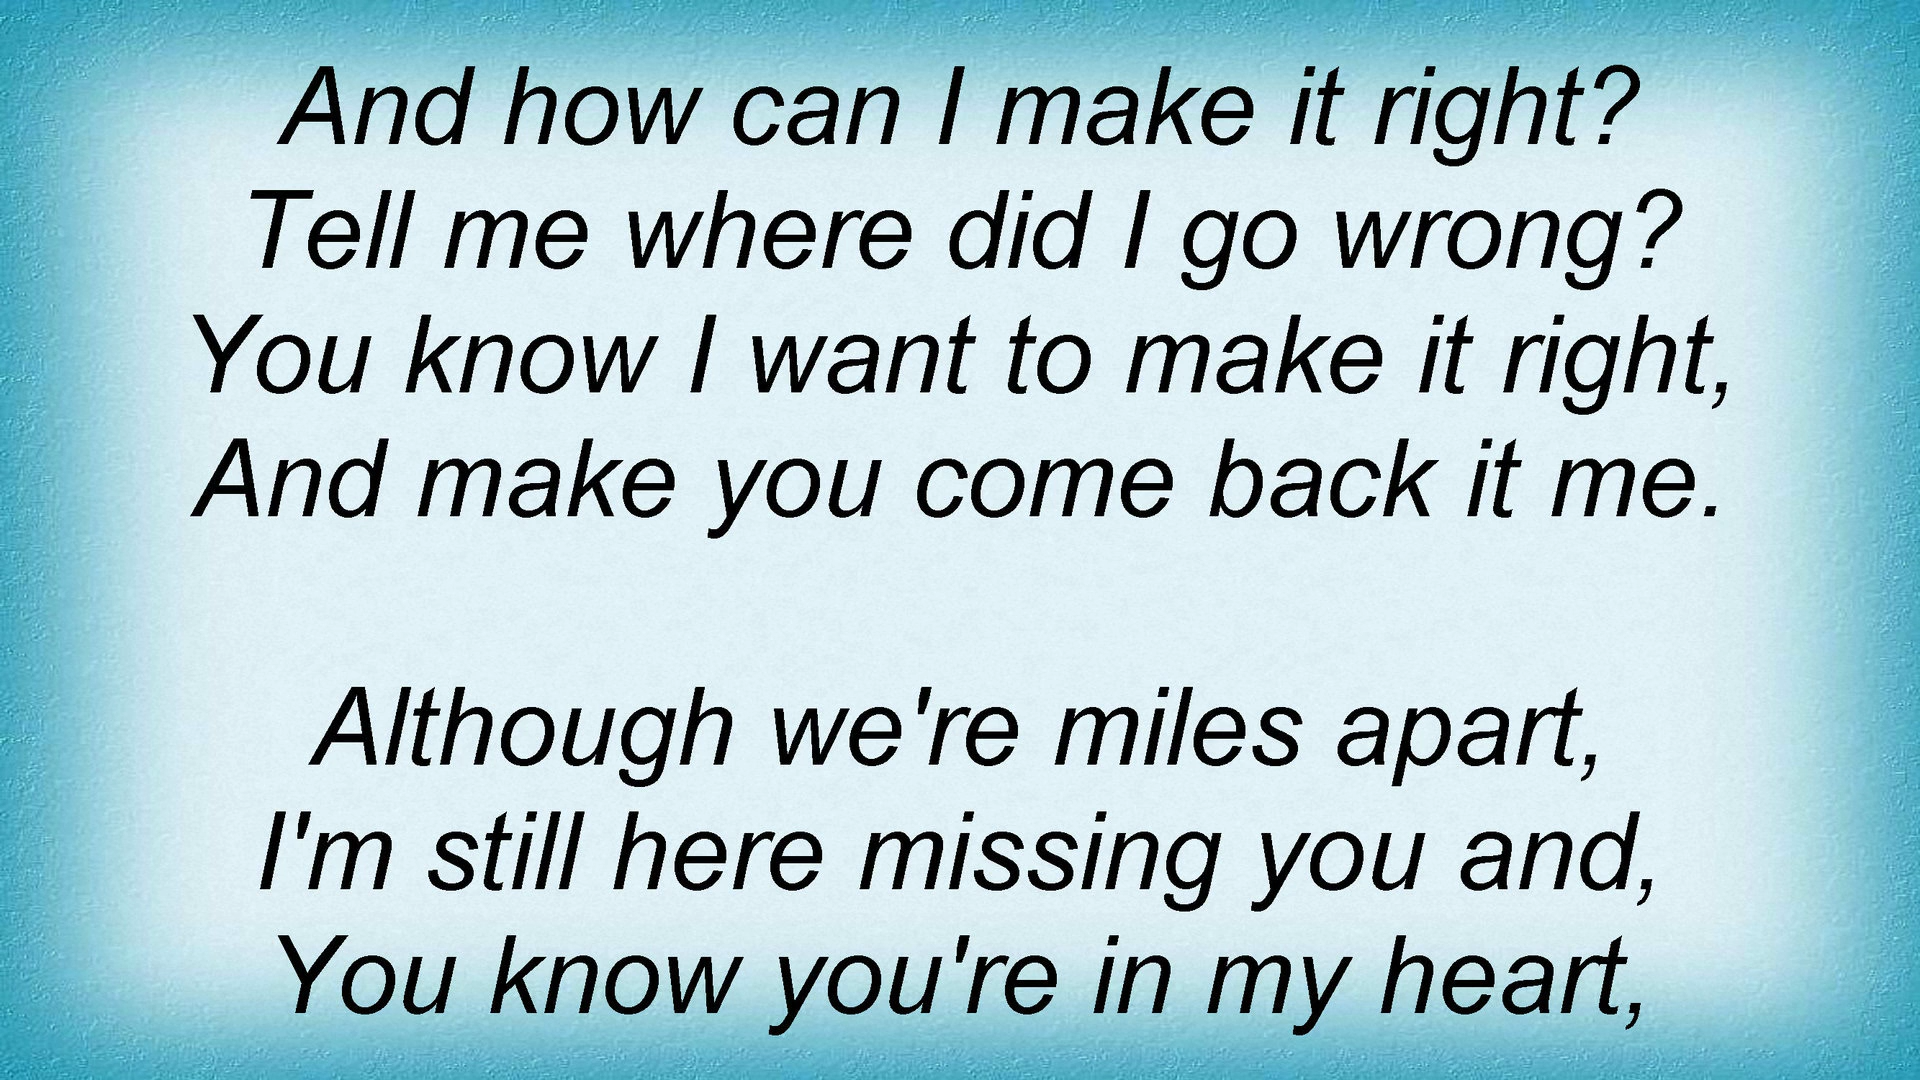 And how can I make it right?
Tell me where did I go wrong?
You know I want to make it right,
And make you come back it me.
Although we're miles apart,
I'm still here missing you and,
You know you're in my heart,